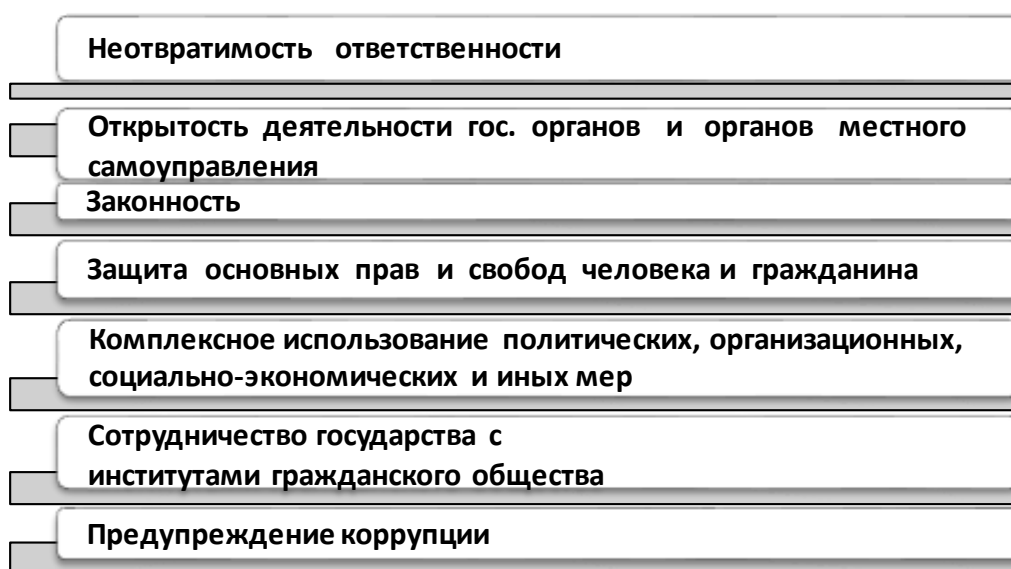 Неотвратимость ответственности
Открытость деятельности гос. органов и органов местного
самоуправления
Законность
Защита основных прав и свобод человека и гражданина
Комплексное использование политических, организационных,
социально-экономических и иных мер
Сотрудничество государства с
институтами гражданского общества
Предупреждение коррупции